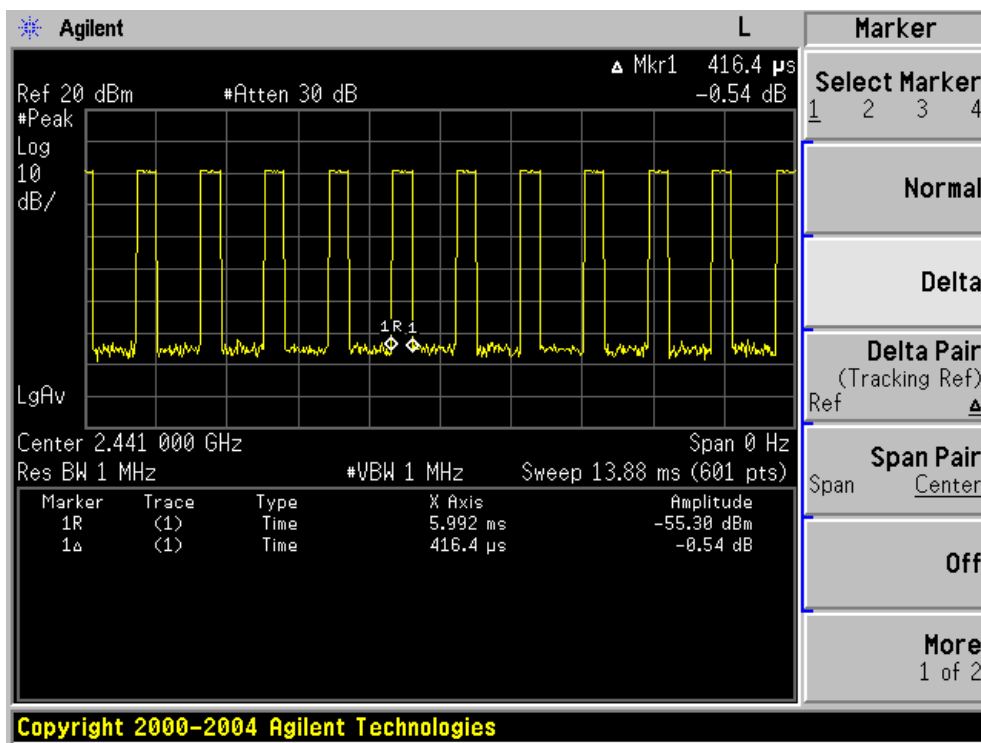 Agilent L Marker
Δ Mkr1 416.4 µs
Ref 20 dBm #Atten 30 dB -0.54 dB
#Peak
Log
10
dB/
1R 1
LgAv
Center 2.441 000 GHz Span 0 Hz
Res BW 1 MHz #VBW 1 MHz Sweep 13.88 ms (601 pts)
Marker Trace Type X Axis Amplitude
1R (1) Time 5.992 ms -55.30 dBm
1Δ (1) Time 416.4 µs -0.54 dB
Select Marker
1 2 3 4
Normal
Delta
Delta Pair
(Tracking Ref)
Ref Δ
Span Pair
Span Center
Off
More
1 of 2
Copyright 2000-2004 Agilent Technologies